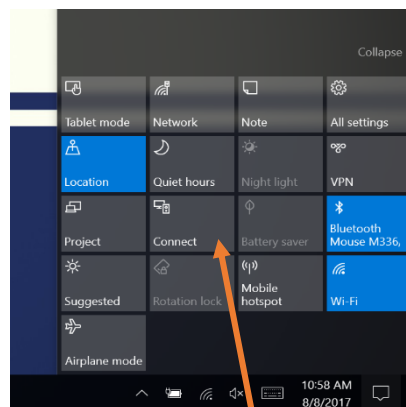 Collapse
Tablet mode
Network
Note
All settings
Location
Quiet hours
Night light
VPN
Project
Connect
Battery saver
Bluetooth
Mouse M336,
Suggested
Rotation lock
Mobile
hotspot
Wi-Fi
Airplane mode
10:58 AM
8/8/2017